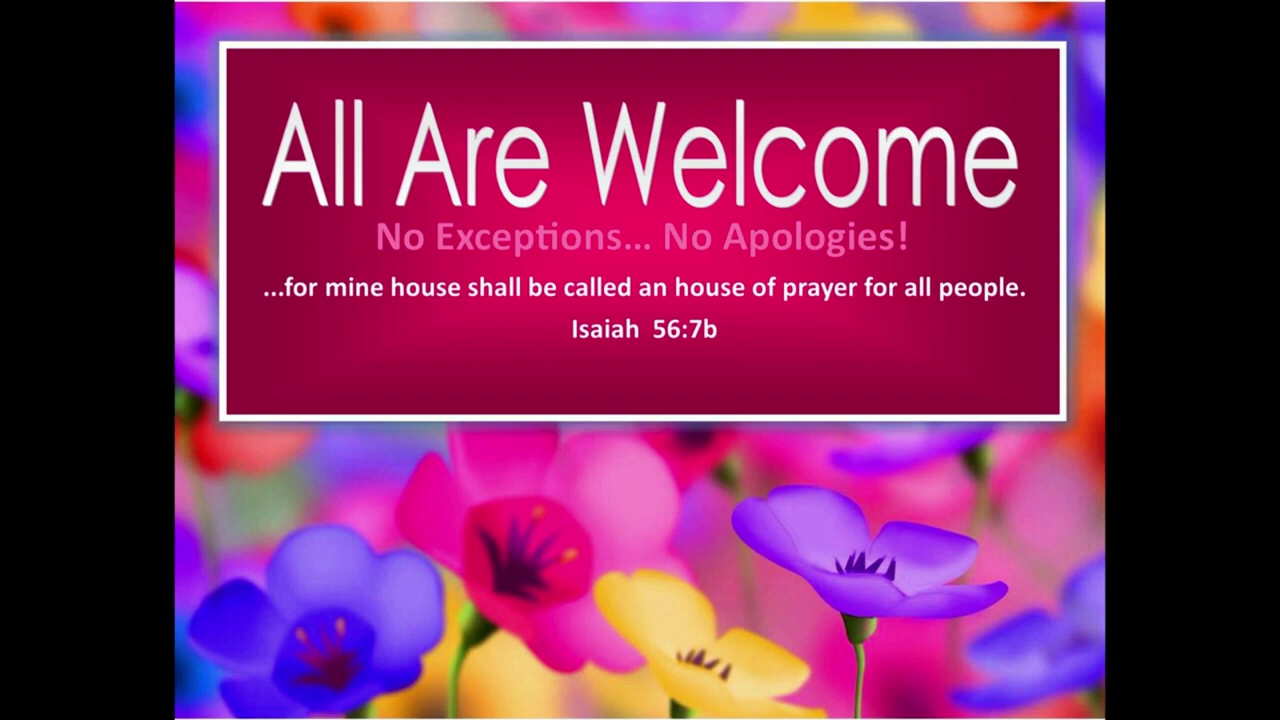 All Are Welcome
No Exceptions... No Apologies!
...for mine house shall be called an house of prayer for all people.
Isaiah  56:7b